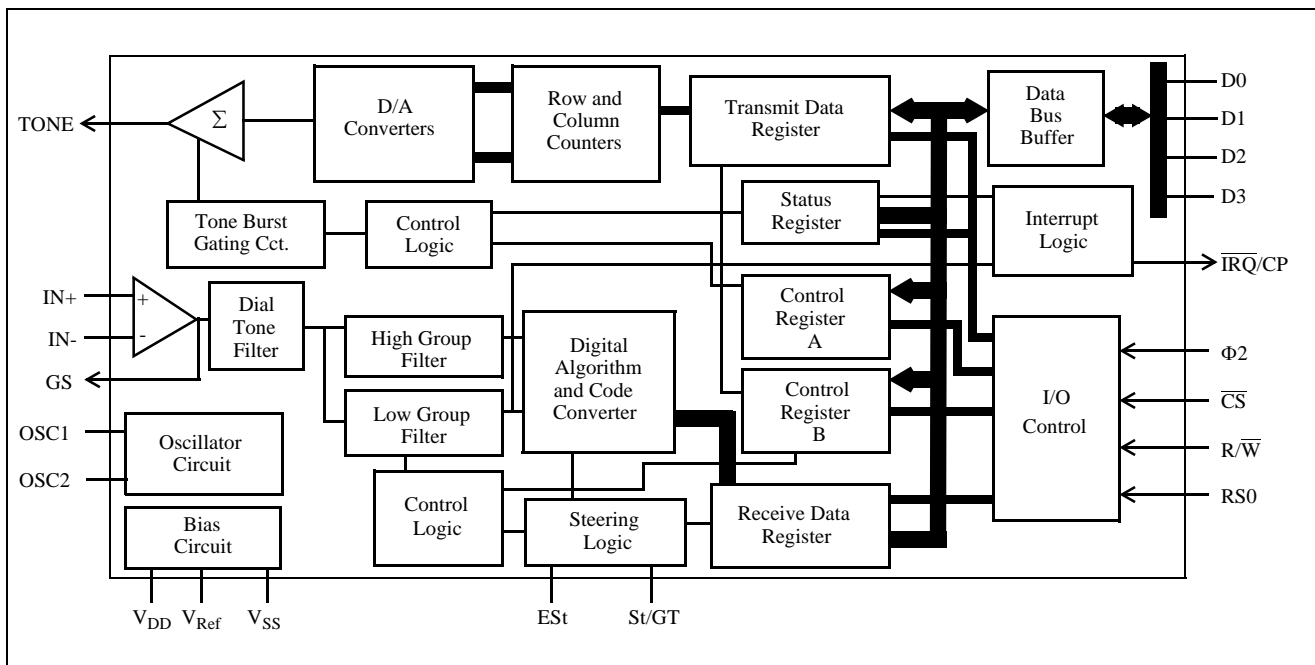 TONE
Σ
D/A
Converters
Row and
Column
Counters
Transmit Data
Register
Data
Bus
Buffer
D0
D1
D2
D3
Tone Burst
Gating Cct.
Control
Logic
Status
Register
Interrupt
Logic
I̅R̅Q̅/CP
IN+
IN-
GS
+
-
Dial
Tone
Filter
High Group
Filter
Low Group
Filter
Digital
Algorithm
and Code
Converter
Control
Register
A
Control
Register
B
I/O
Control
Φ2
C̅S̅
R/W̅
RS0
OSC1
OSC2
Oscillator
Circuit
Bias
Circuit
Control
Logic
Steering
Logic
Receive Data
Register
VDD
VRef
VSS
ESt
St/GT